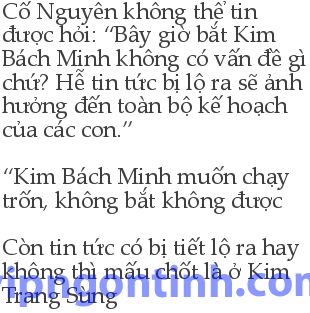 Cố Nguyên không thể tin
được hỏi: “Bây giờ bắt Kim
Bách Minh không có vấn đề gì
chứ? Hễ tin tức bị lộ ra sẽ ảnh
hưởng đến toàn bộ kế hoạch
của các con.”
“Kim Bách Minh muốn chạy
trốn, không bắt không được
Còn tin tức có bị tiết lộ ra hay
không thì mấu chốt là ở Kim
Trang Sùng
vipngontinh.com